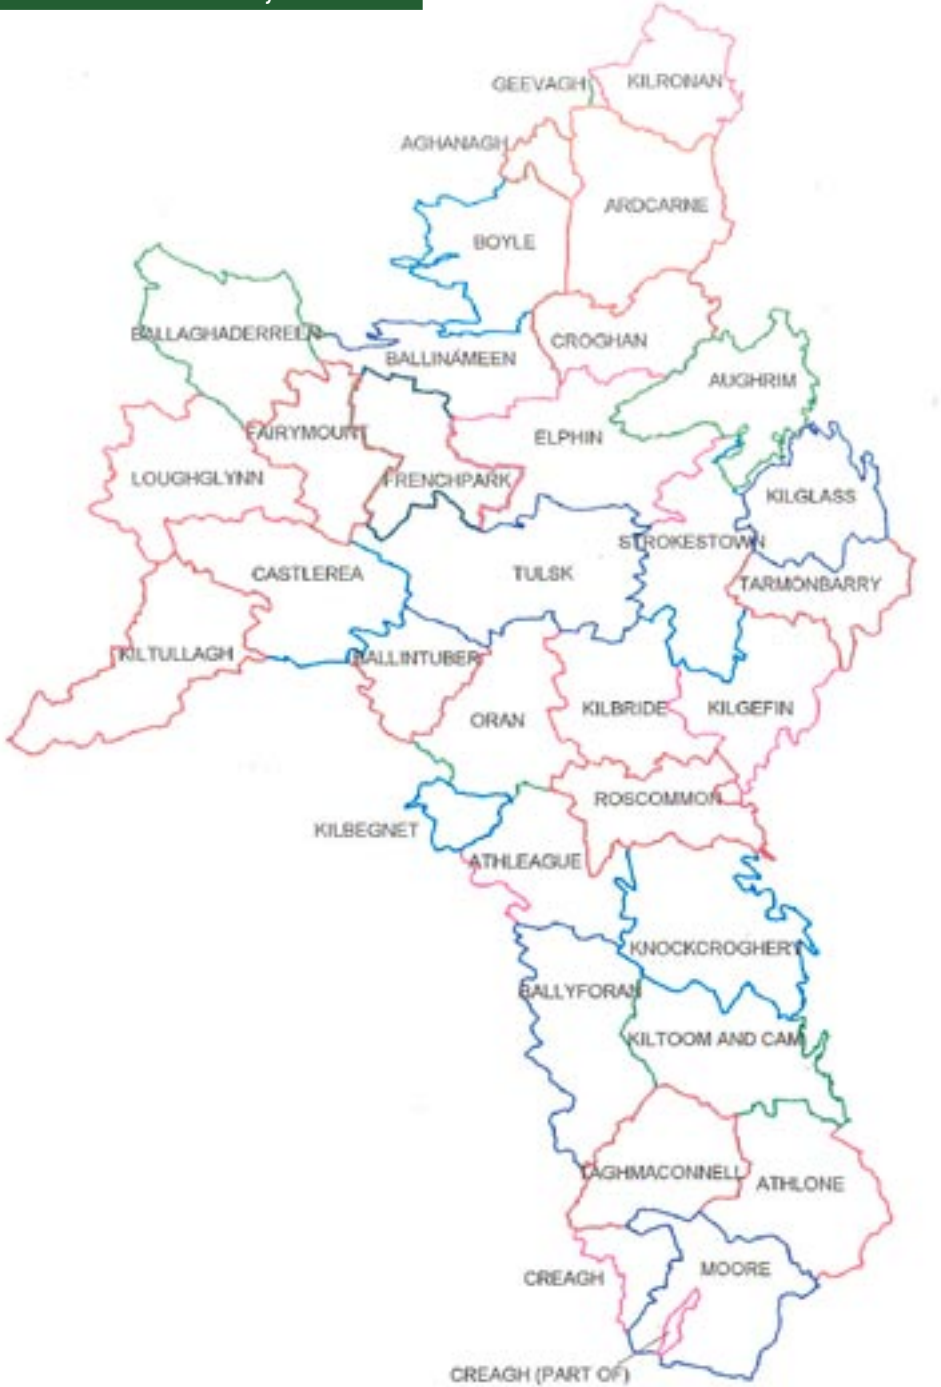 KILRONAN
GEEVAGH
AGHANAGH
ARDCARNE
BOYLE
BALLAGHADERREEN
CROGHAN
BALLINAMEEN
AUGHRIM
FAIRYMOUNT
ELPHIN
LOUGHGLYNN
FRENCHPARK
KILGLASS
STROKESTOWN
CASTLEREA
TULSK
TARMONBARRY
KILTULLAGH
BALLINTUBER
ORAN
KILBRIDE
KILGEFIN
ROSCOMMON
KILBEGNET
ATHLEAGUE
KNOCKCROGHERY
BALLYFORAN
KILTOOM AND CAM
TAGHMACONNELL
ATHLONE
CREAGH
MOORE
CREAGH (PART OF)